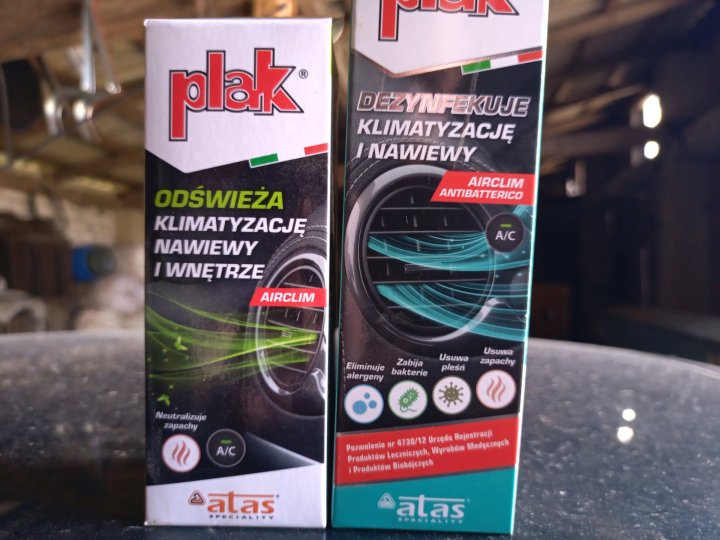 plak®
ODŚWIEŻA
KLIMATYZACJĘ
NAWIEWY
I WNĘTRZE
AIRCLIM
Neutralizuje
zapachy
A/C
atas®
SPECIALITY
plak
DEZYNFEKUJE
KLIMATYZACJĘ
I NAWIEWY
AIRCLIM
ANTIBATTERICO
A/C
Eliminuje
alergeny
Zabija
bakterie
Usuwa
pleśń
Usuwa
zapachy
Pozwolenie nr 4730/12 Urzędu Rejestracji
Produktów Leczniczych, Wyrobów Medycznych
i Produktów Biobójczych
atas®
SPECIALITY